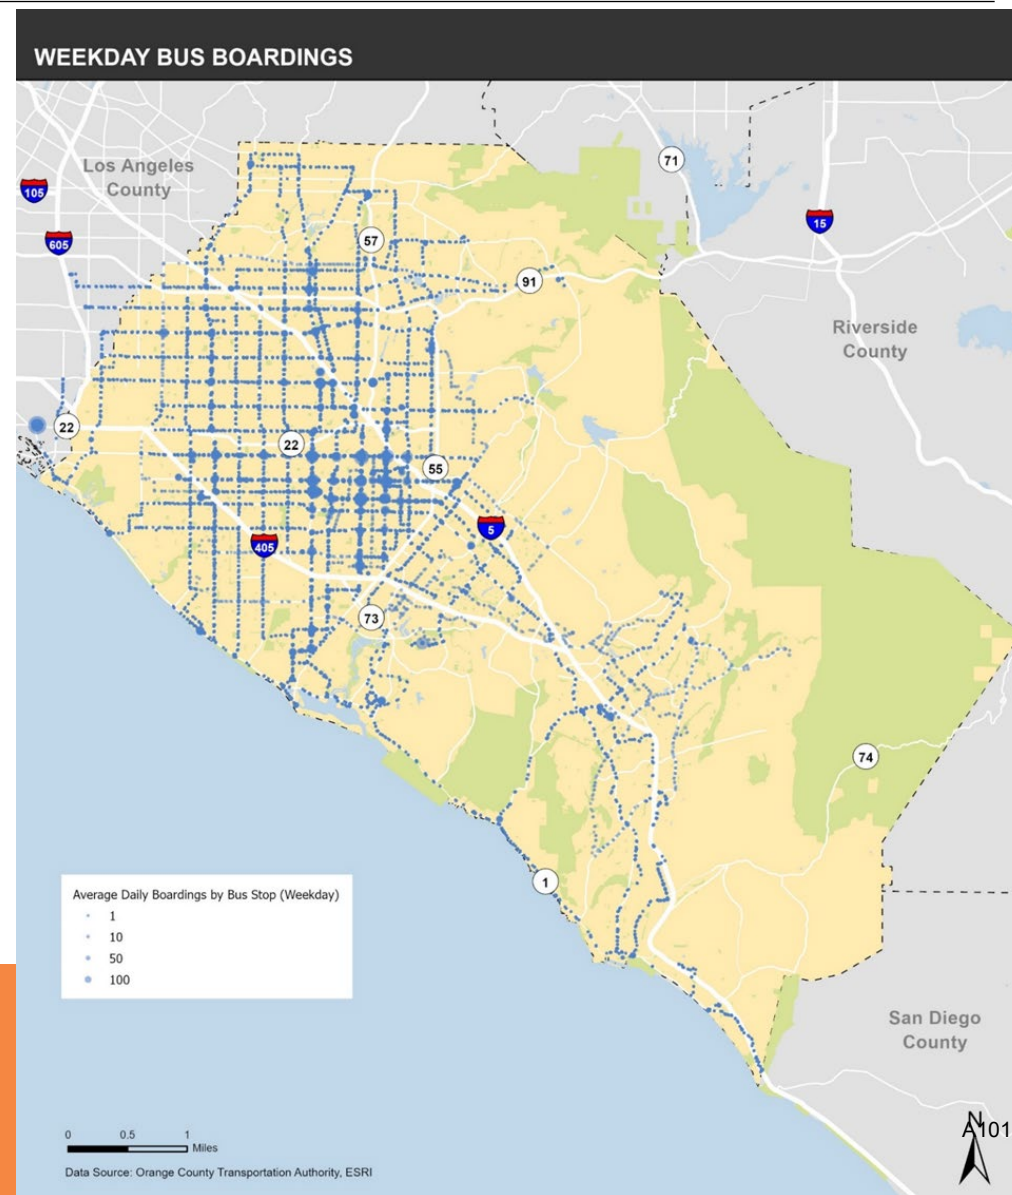 WEEKDAY BUS BOARDINGS
Los Angeles
County
105
605
57
71
15
91
Riverside
County
22
22
55
5
405
73
74
1
Average Daily Boardings by Bus Stop (Weekday)
1
10
50
100
San Diego
County
N
A101
0 0.5 1
Miles
Data Source: Orange County Transportation Authority, ESRI